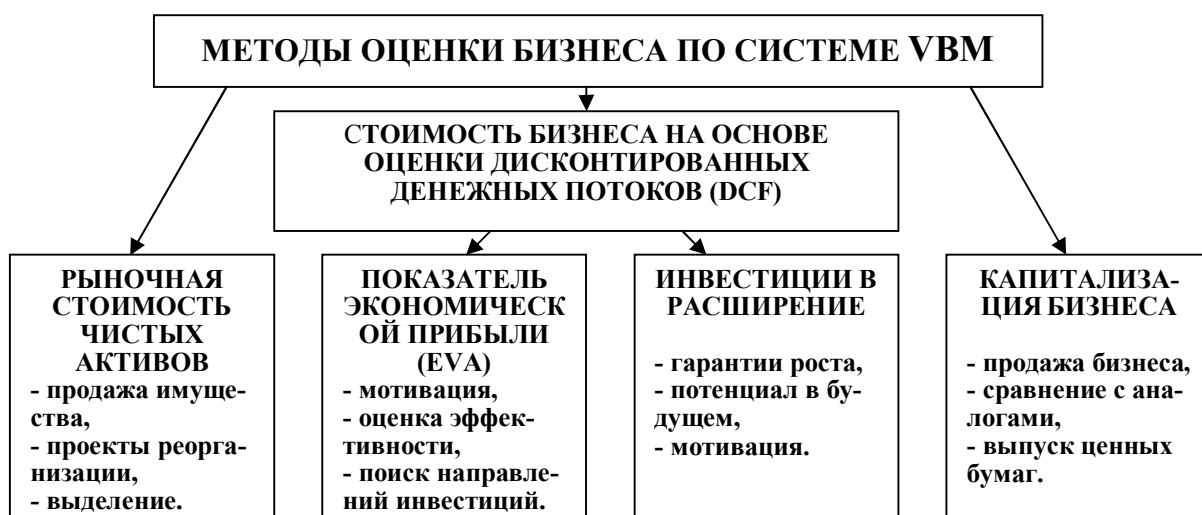 МЕТОДЫ ОЦЕНКИ БИЗНЕСА ПО СИСТЕМЕ VBM
СТОИМОСТЬ БИЗНЕСА НА ОСНОВЕ
ОЦЕНКИ ДИСКОНТИРОВАННЫХ
ДЕНЕЖНЫХ ПОТОКОВ (DCF)
РЫНОЧНАЯ
СТОИМОСТЬ
ЧИСТЫХ
АКТИВОВ
- продажа имуще-
ства,
- проекты реорга-
низации,
- выделение.
ПОКАЗАТЕЛЬ
ЭКОНОМИЧЕСК
ОЙ ПРИБЫЛИ
(EVA)
- мотивация,
- оценка эффек-
тивности,
- поиск направле-
ний инвестиций.
ИНВЕСТИЦИИ В
РАСШИРЕНИЕ
- гарантии роста,
- потенциал в бу-
дущем,
- мотивация.
КАПИТАЛИЗА-
ЦИЯ БИЗНЕСА
- продажа бизнеса,
- сравнение с ана-
логами,
- выпуск ценных
бумаг.